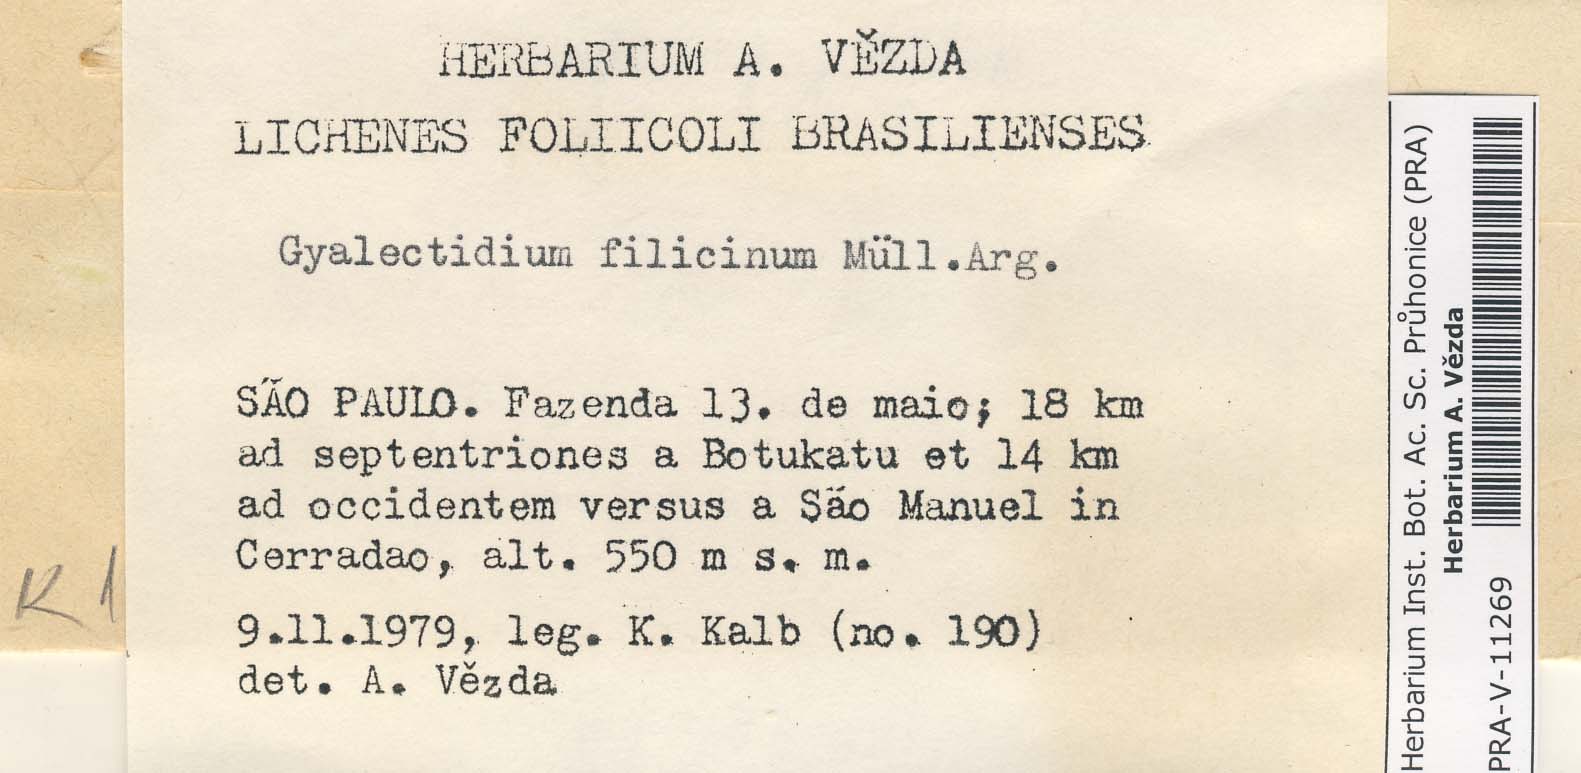 HERBARIUM A. VĚZDA
LICHENES FOLIICOLI BRASILIENSES
Gyalectidium filicinum Müll.Arg.
SÃO PAULO. Fazenda 13. de maio; 18 km
ad septentriones a Botukatu et 14 km
ad occidentem versus a São Manuel in
Cerradao, alt. 550 m s. m.
9.11.1979, leg. K. Kalb (no. 190)
det. A. Vězda
Herbarium Inst. Bot. Ac. Sc. Průhonice (PRA)
Herbarium A. Vězda
PRA-V-11269